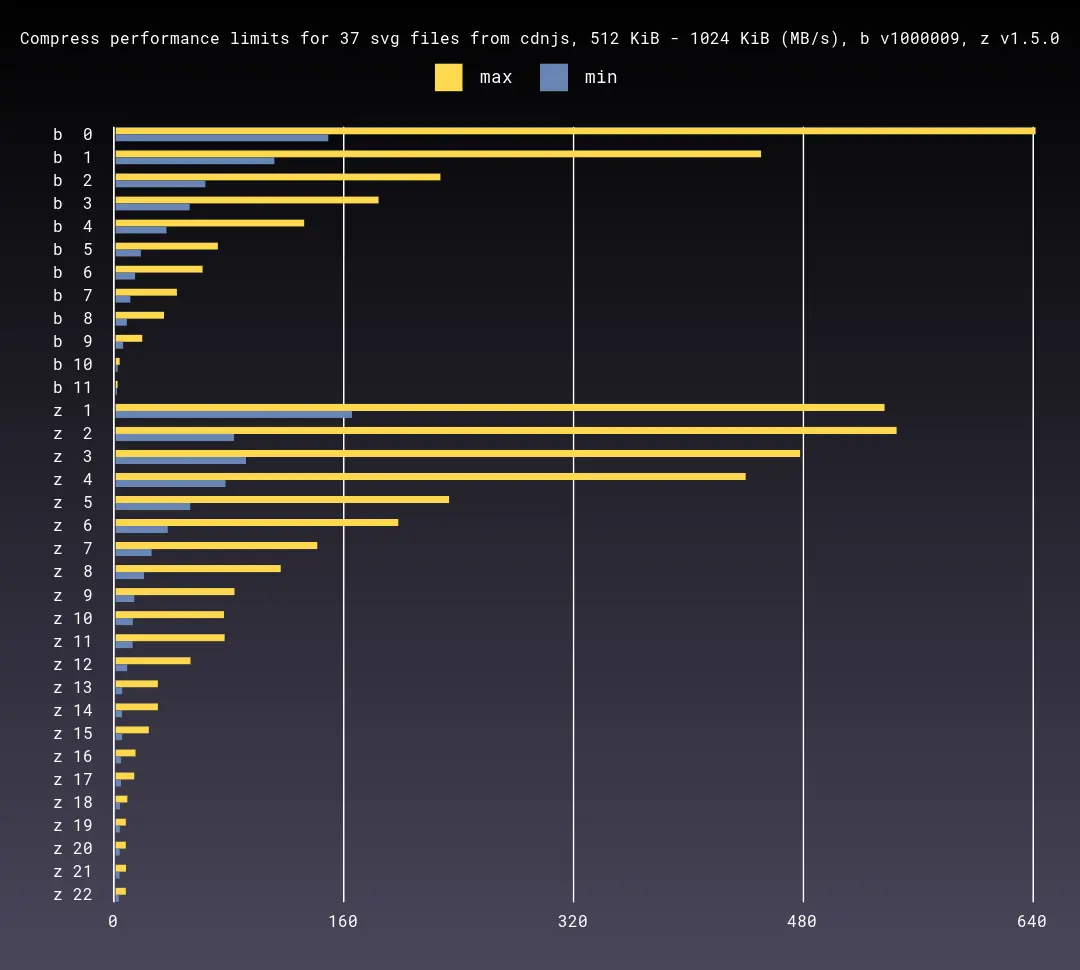 Compress performance limits for 37 svg files from cdnjs, 512 KiB - 1024 KiB (MB/s), b v1000009, z v1.5.0
max min
b 0
b 1
b 2
b 3
b 4
b 5
b 6
b 7
b 8
b 9
b 10
b 11
z 1
z 2
z 3
z 4
z 5
z 6
z 7
z 8
z 9
z 10
z 11
z 12
z 13
z 14
z 15
z 16
z 17
z 18
z 19
z 20
z 21
z 22
0 160 320 480 640